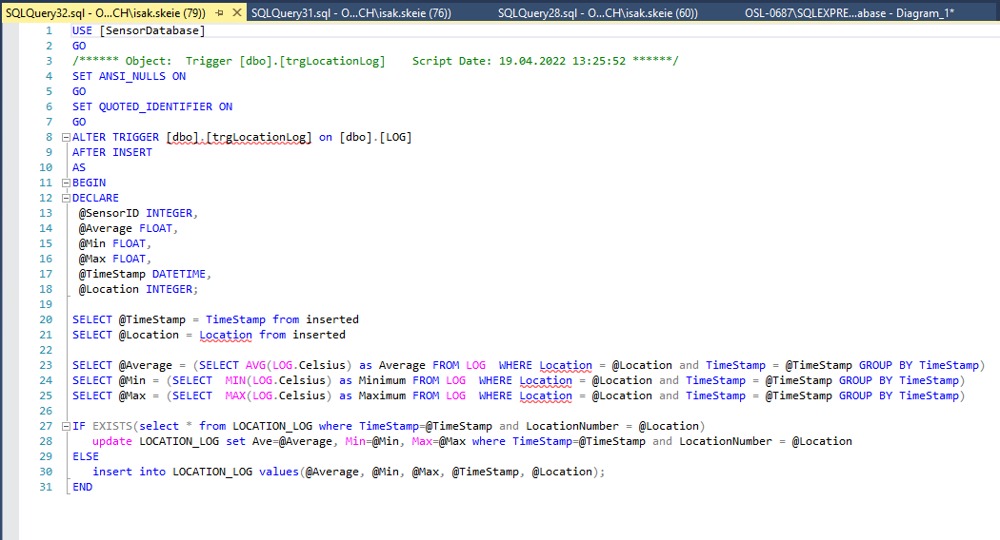 SQLQuery32.sql - O...CH\isak.skeie (79)) SQLQuery31.sql - O...CH\isak.skeie (76)) SQLQuery28.sql - O...CH\isak.skeie (60)) OSL-0687\SQLEXPRE...abase - Diagram_1*
1 USE [SensorDatabase]
2 GO
3 /****** Object:  Trigger [dbo].[trgLocationLog]    Script Date: 19.04.2022 13:25:52 ******/
4 SET ANSI_NULLS ON
5 GO
6 SET QUOTED_IDENTIFIER ON
7 GO
8 ALTER TRIGGER [dbo].[trgLocationLog] on [dbo].[LOG]
9 AFTER INSERT
10 AS
11 BEGIN
12 DECLARE
13 @SensorID INTEGER,
14 @Average FLOAT,
15 @Min FLOAT,
16 @Max FLOAT,
17 @TimeStamp DATETIME,
18 @Location INTEGER;
19
20 SELECT @TimeStamp = TimeStamp from inserted
21 SELECT @Location = Location from inserted
22
23 SELECT @Average = (SELECT AVG(LOG.Celsius) as Average FROM LOG  WHERE Location = @Location and TimeStamp = @TimeStamp GROUP BY TimeStamp)
24 SELECT @Min = (SELECT  MIN(LOG.Celsius) as Minimum FROM LOG  WHERE Location = @Location and TimeStamp = @TimeStamp GROUP BY TimeStamp)
25 SELECT @Max = (SELECT  MAX(LOG.Celsius) as Maximum FROM LOG  WHERE Location = @Location and TimeStamp = @TimeStamp GROUP BY TimeStamp)
26
27 IF EXISTS(select * from LOCATION_LOG where TimeStamp=@TimeStamp and LocationNumber = @Location)
28 update LOCATION_LOG set Ave=@Average, Min=@Min, Max=@Max where TimeStamp=@TimeStamp and LocationNumber = @Location
29 ELSE
30 insert into LOCATION_LOG values(@Average, @Min, @Max, @TimeStamp, @Location);
31 END